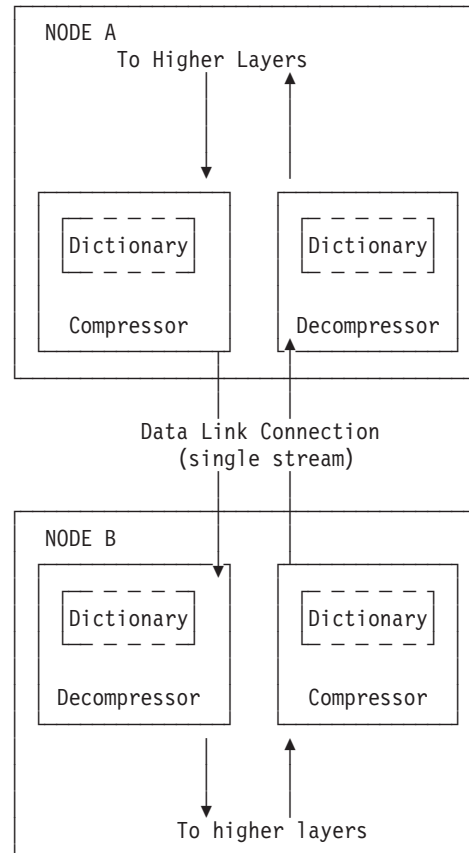 NODE A
To Higher Layers
Dictionary Dictionary
Compressor Decompressor
Data Link Connection
(single stream)
NODE B
Dictionary Dictionary
Decompressor Compressor
To higher layers